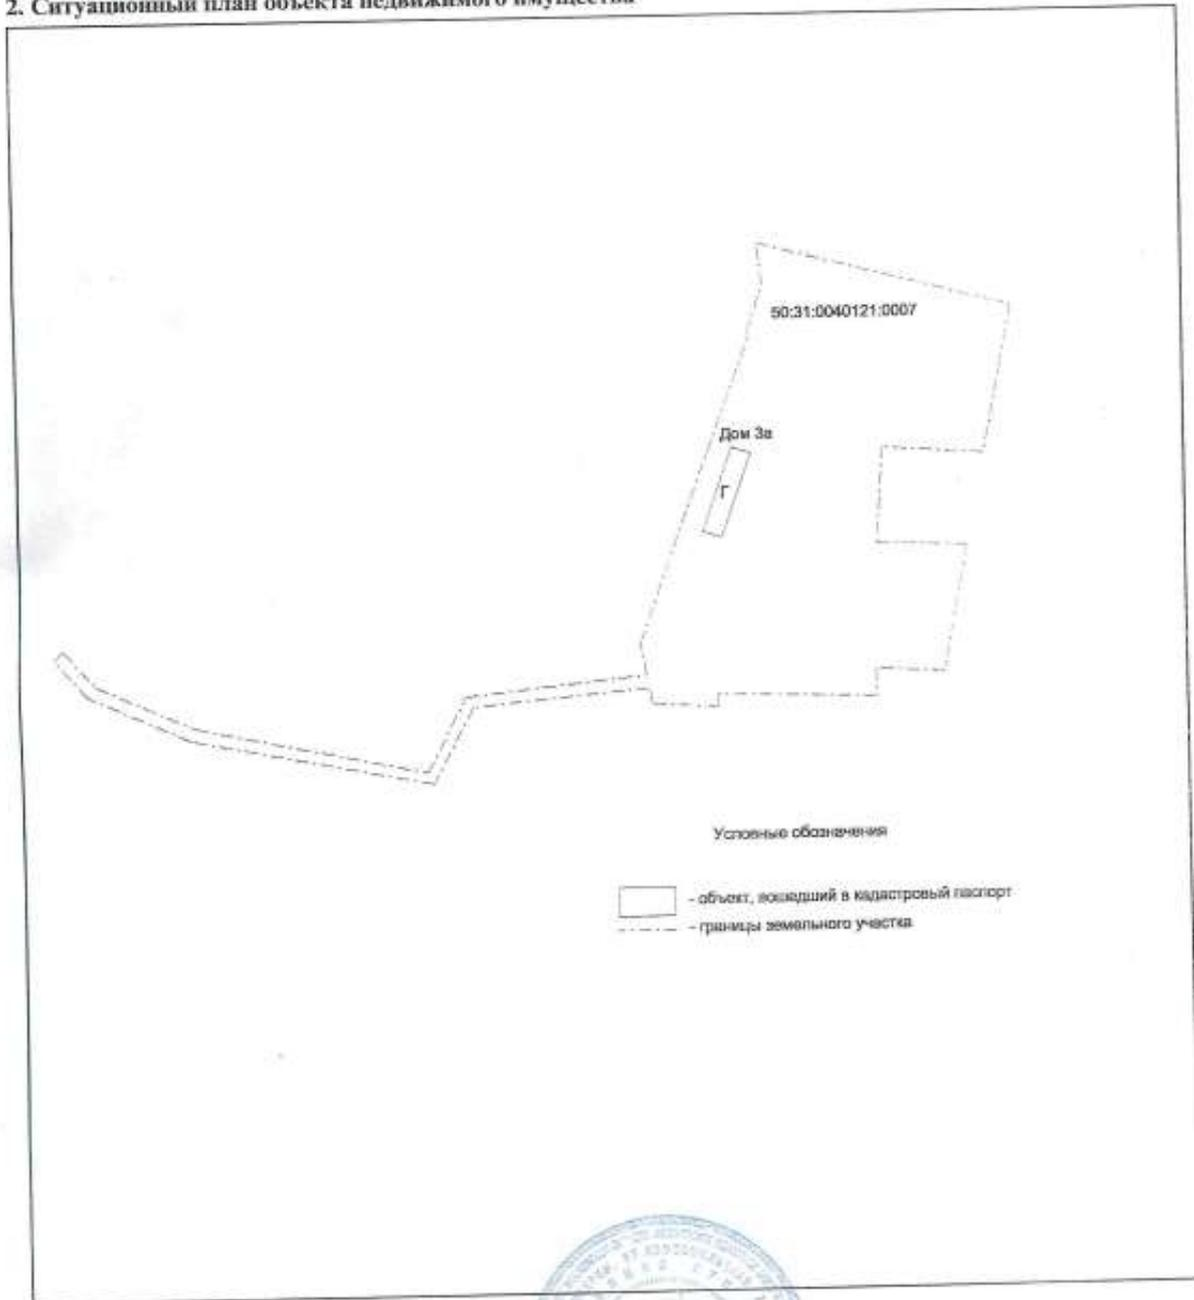 2. Ситуационный план объекта недвижимого имущества
50:31:0040121:0007
Дом 3а
Г
Условные обозначения
- объект, вошедший в кадастровый паспорт
- границы земельного участка